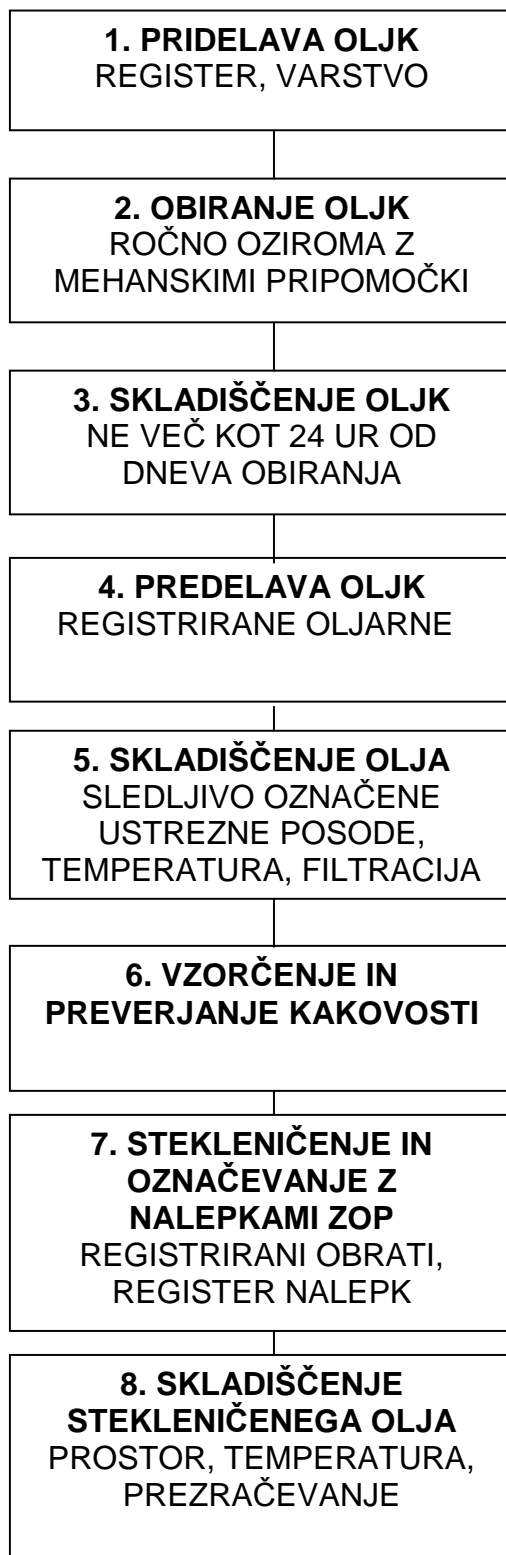 1. PRIDELAVA OLJK
REGISTER, VARSTVO
2. OBIRANJE OLJK
ROČNO OZIROMA Z
MEHANSKIMI PRIPOMOČKI
3. SKLADIŠČENJE OLJK
NE VEČ KOT 24 UR OD
DNEVA OBIRANJA
4. PREDELAVA OLJK
REGISTRIRANE OLJARNE
5. SKLADIŠČENJE OLJA
SLEDLJIVO OZNAČENE
USTREZNE POSODE,
TEMPERATURA, FILTRACIJA
6. VZORČENJE IN
PREVERJANJE KAKOVOSTI
7. STEKLENIČENJE IN
OZNAČEVANJE Z
NALEPKAMI ZOP
REGISTRIRANI OBRATI,
REGISTER NALEPK
8. SKLADIŠČENJE
STEKLENIČENEGA OLJA
PROSTOR, TEMPERATURA,
PREZRAČEVANJE